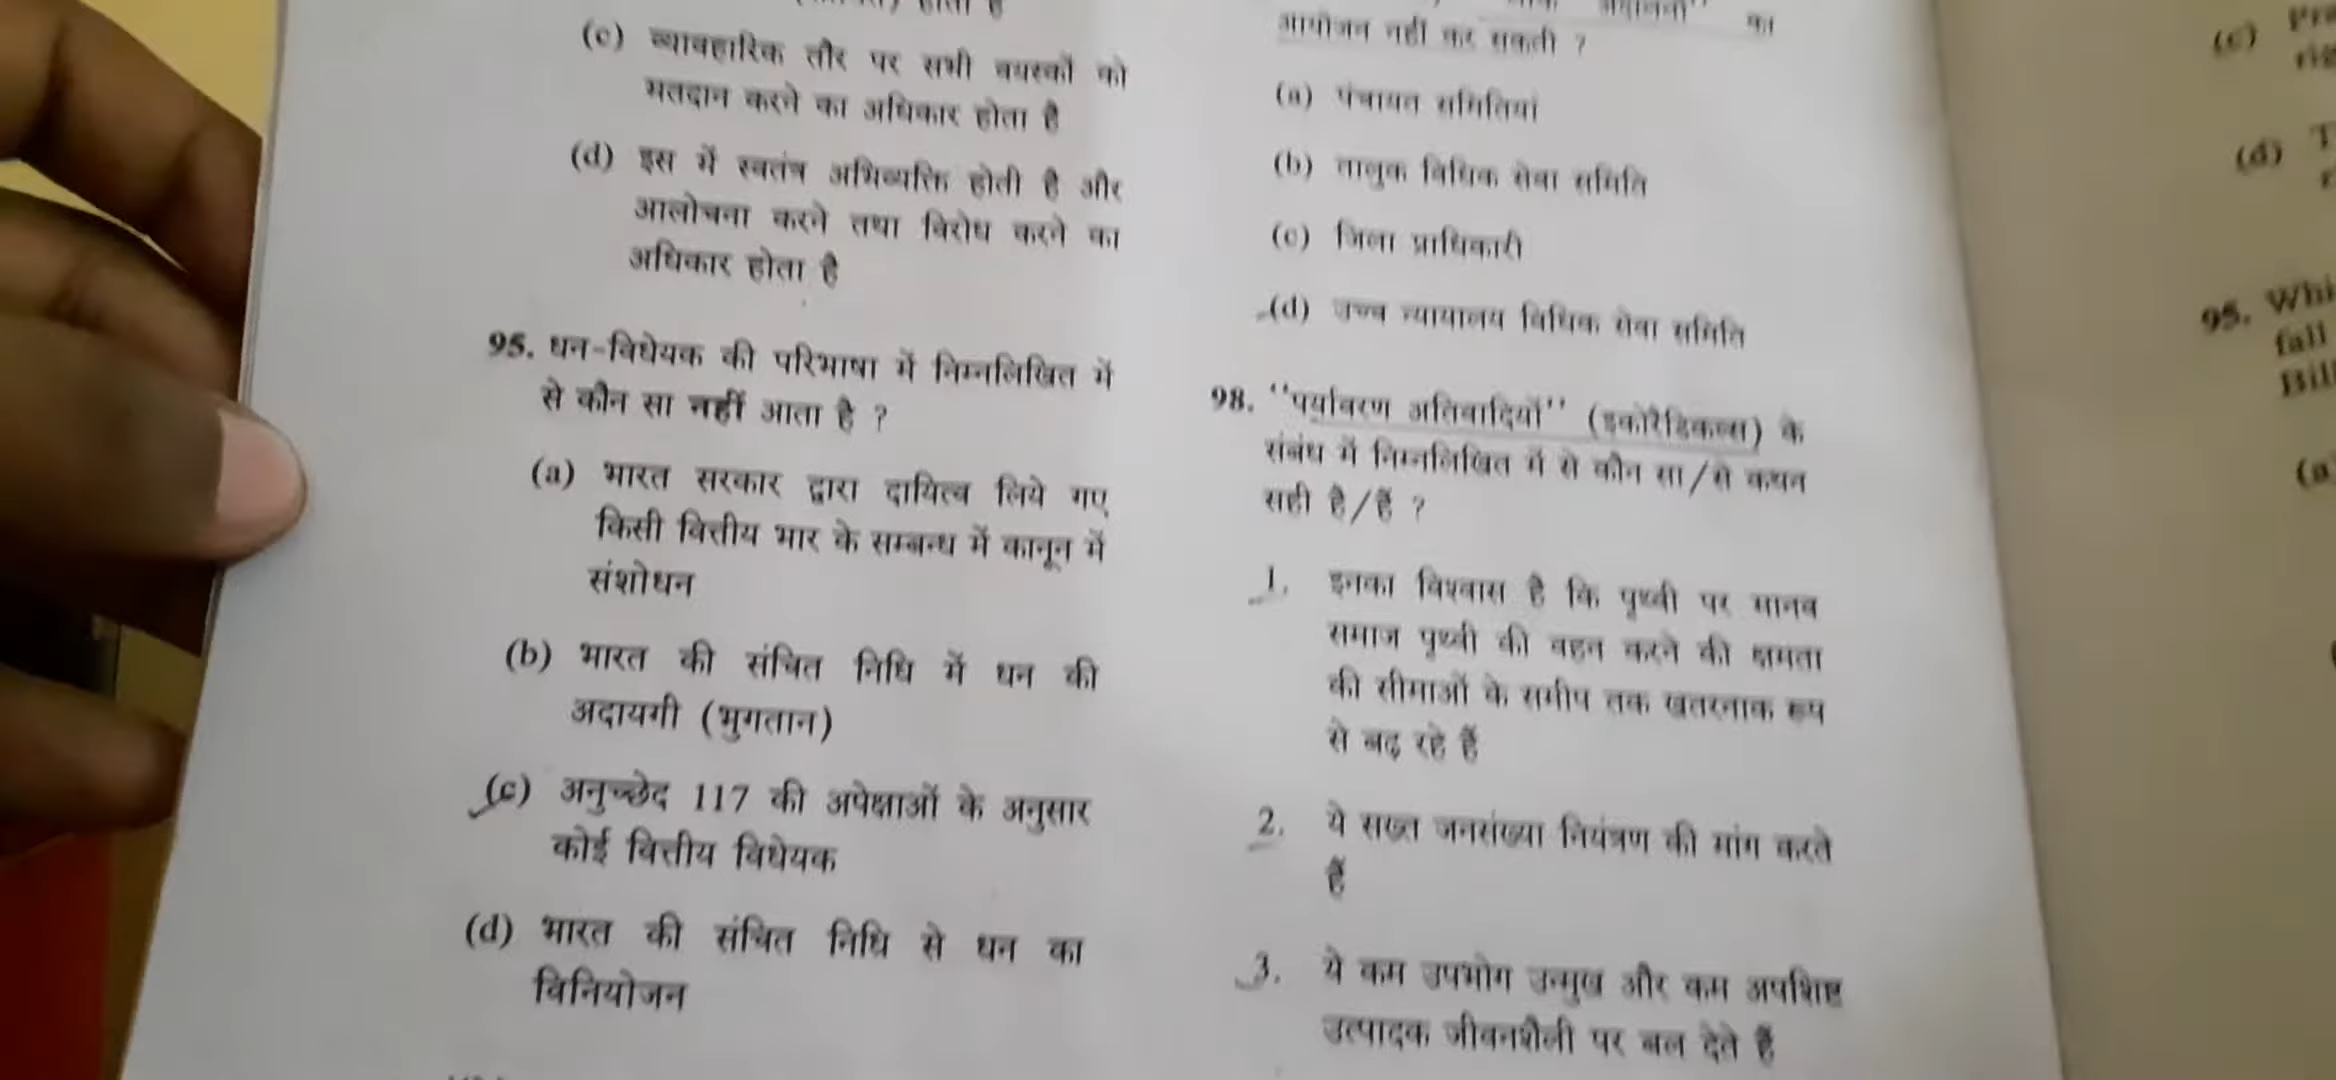 (c) व्यावहारिक तौर पर सभी वयस्कों को
मतदान करने का अधिकार होता है
(d) इस में स्वतंत्र अभिव्यक्ति होती है और
आलोचना करने तथा विरोध करने का
अधिकार होता है
95. धन-विधेयक की परिभाषा में निम्नलिखित में
से कौन सा नहीं आता है ?
(a) भारत सरकार द्वारा दायित्व लिये गए
किसी वित्तीय भार के सम्बन्ध में कानून में
संशोधन
(b) भारत की संचित निधि में धन की
अदायगी (भुगतान)
(c) अनुच्छेद 117 की अपेक्षाओं के अनुसार
कोई वित्तीय विधेयक
(d) भारत की संचित निधि से धन का
विनियोजन
का
आयोजन नहीं कर सकती ?
(a) पंचायत समितियां
(b) तालुक विधिक सेवा समिति
(c) जिला प्राधिकारी
(d) उच्च न्यायालय विधिक सेवा समिति
98. ''पर्यावरण अतिवादियों'' (इकोरैडिकल्स) के
संबंध में निम्नलिखित में से कौन सा/से कथन
सही है/हैं ?
1. इनका विश्वास है कि पृथ्वी पर मानव
समाज पृथ्वी की वहन करने की क्षमता
की सीमाओं के समीप तक खतरनाक रूप
से बढ़ रहे हैं
2. ये सख्त जनसंख्या नियंत्रण की मांग करते
हैं
3. ये कम उपभोग उन्मुख और कम अपशिष्ट
उत्पादक जीवनशैली पर बल देते हैं
(c)
(d)
95.
fall